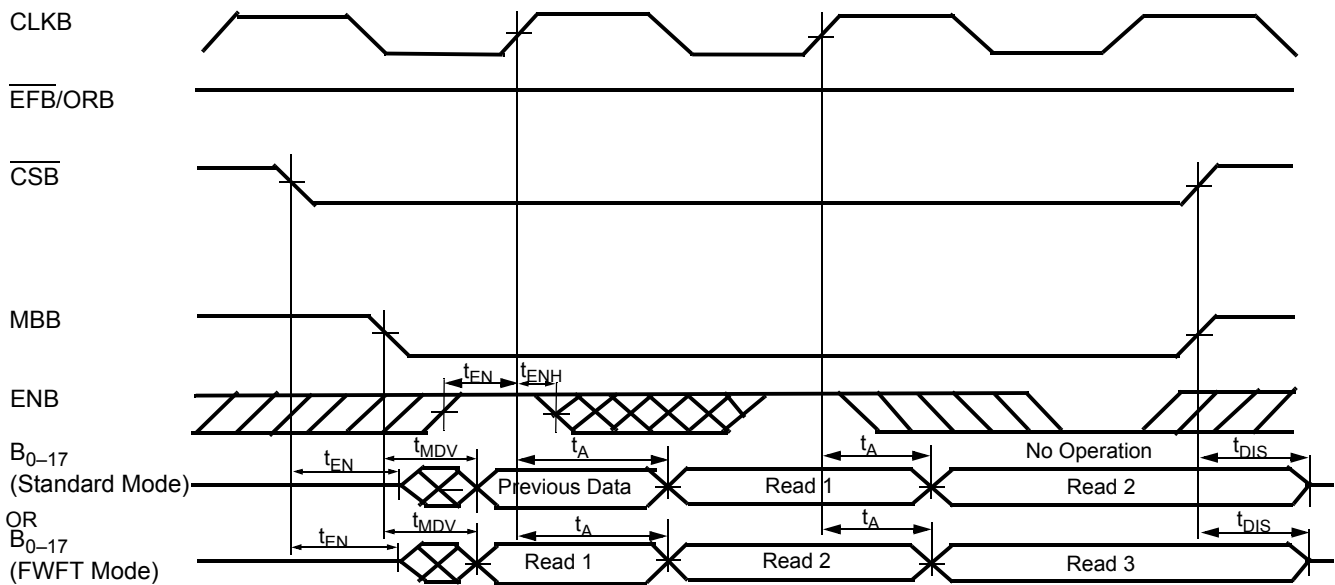 CLKB
EFB/ORB
CSB
MBB
tEN tENH
ENB
No Operation
B0–17
(Standard Mode)
tEN tMDV tA tA tDIS
Previous Data Read 1 Read 2
OR
B0–17
(FWFT Mode)
tEN tMDV tA tA tDIS
Read 1 Read 2 Read 3